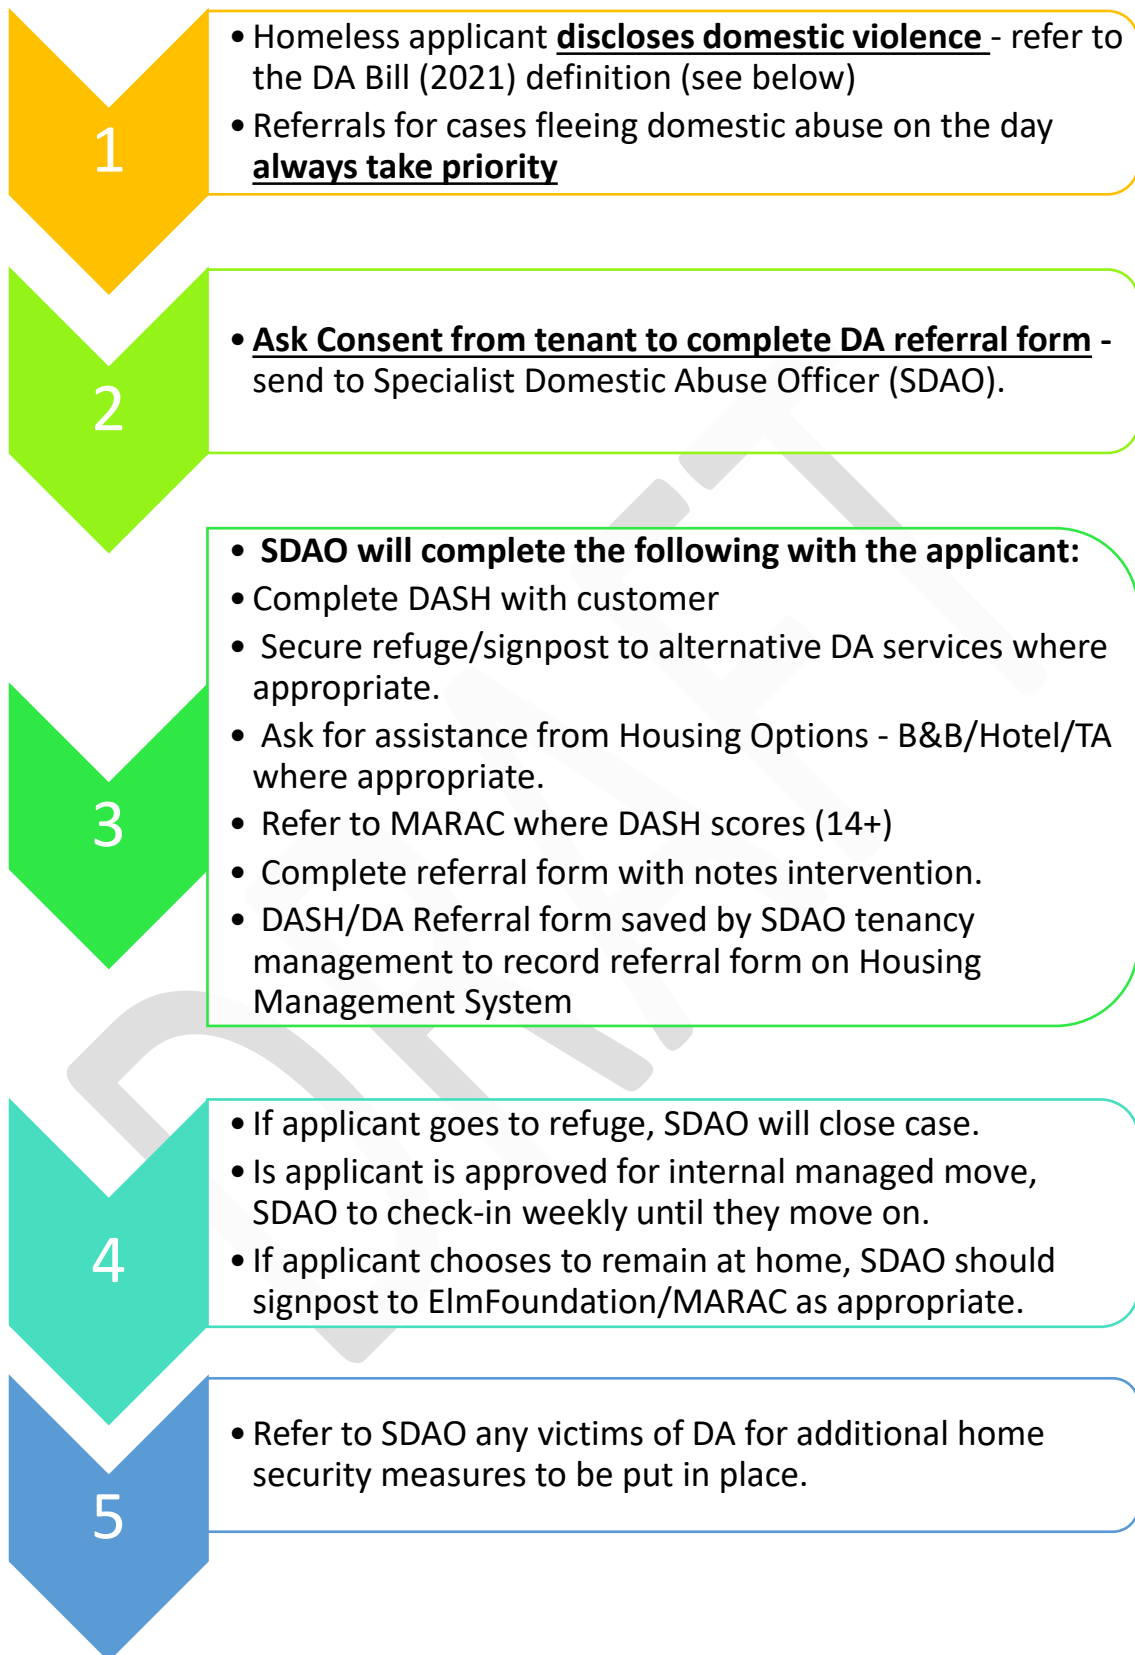 • Homeless applicant discloses domestic violence - refer to
the DA Bill (2021) definition (see below)
• Referrals for cases fleeing domestic abuse on the day
always take priority
1
• Ask Consent from tenant to complete DA referral form -
send to Specialist Domestic Abuse Officer (SDAO).
2
• SDAO will complete the following with the applicant:
• Complete DASH with customer
• Secure refuge/signpost to alternative DA services where
appropriate.
• Ask for assistance from Housing Options - B&B/Hotel/TA
where appropriate.
• Refer to MARAC where DASH scores (14+)
• Complete referral form with notes intervention.
• DASH/DA Referral form saved by SDAO tenancy
management to record referral form on Housing
Management System
3
• If applicant goes to refuge, SDAO will close case.
• Is applicant is approved for internal managed move,
SDAO to check-in weekly until they move on.
• If applicant chooses to remain at home, SDAO should
signpost to ElmFoundation/MARAC as appropriate.
4
• Refer to SDAO any victims of DA for additional home
security measures to be put in place.
5
DRAFT